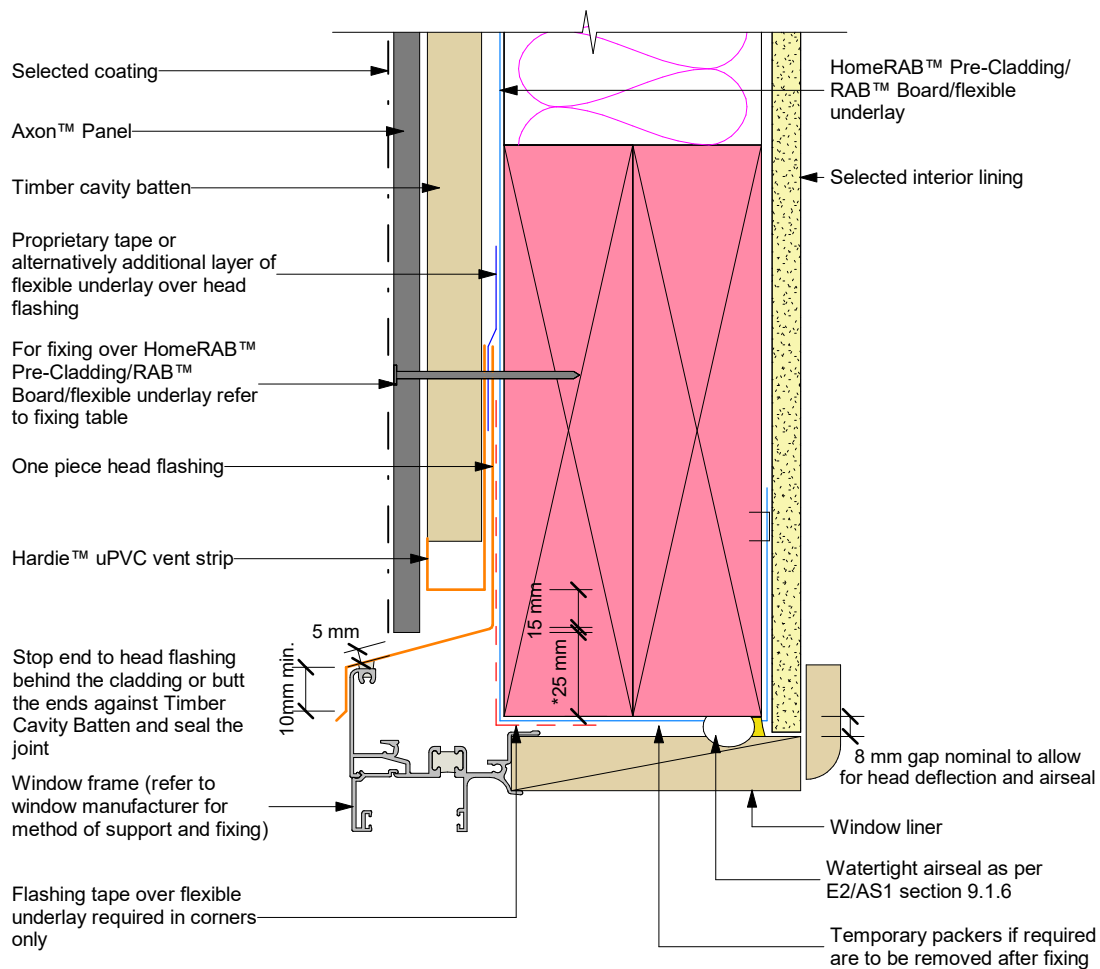 Selected coating
Axon™ Panel
Timber cavity batten
Proprietary tape or
alternatively additional layer of
flexible underlay over head
flashing
For fixing over HomeRAB™
Pre-Cladding/RAB™
Board/flexible underlay refer
to fixing table
One piece head flashing
Hardie™ uPVC vent strip
Stop end to head flashing
behind the cladding or butt
the ends against Timber
Cavity Batten and seal the
joint
Window frame (refer to
window manufacturer for
method of support and fixing)
Flashing tape over flexible
underlay required in corners
only
5 mm
10mm min.
15 mm
*25 mm
HomeRAB™ Pre-Cladding/
RAB™ Board/flexible
underlay
Selected interior lining
8 mm gap nominal to allow
for head deflection and airseal
Window liner
Watertight airseal as per
E2/AS1 section 9.1.6
Temporary packers if required
are to be removed after fixing